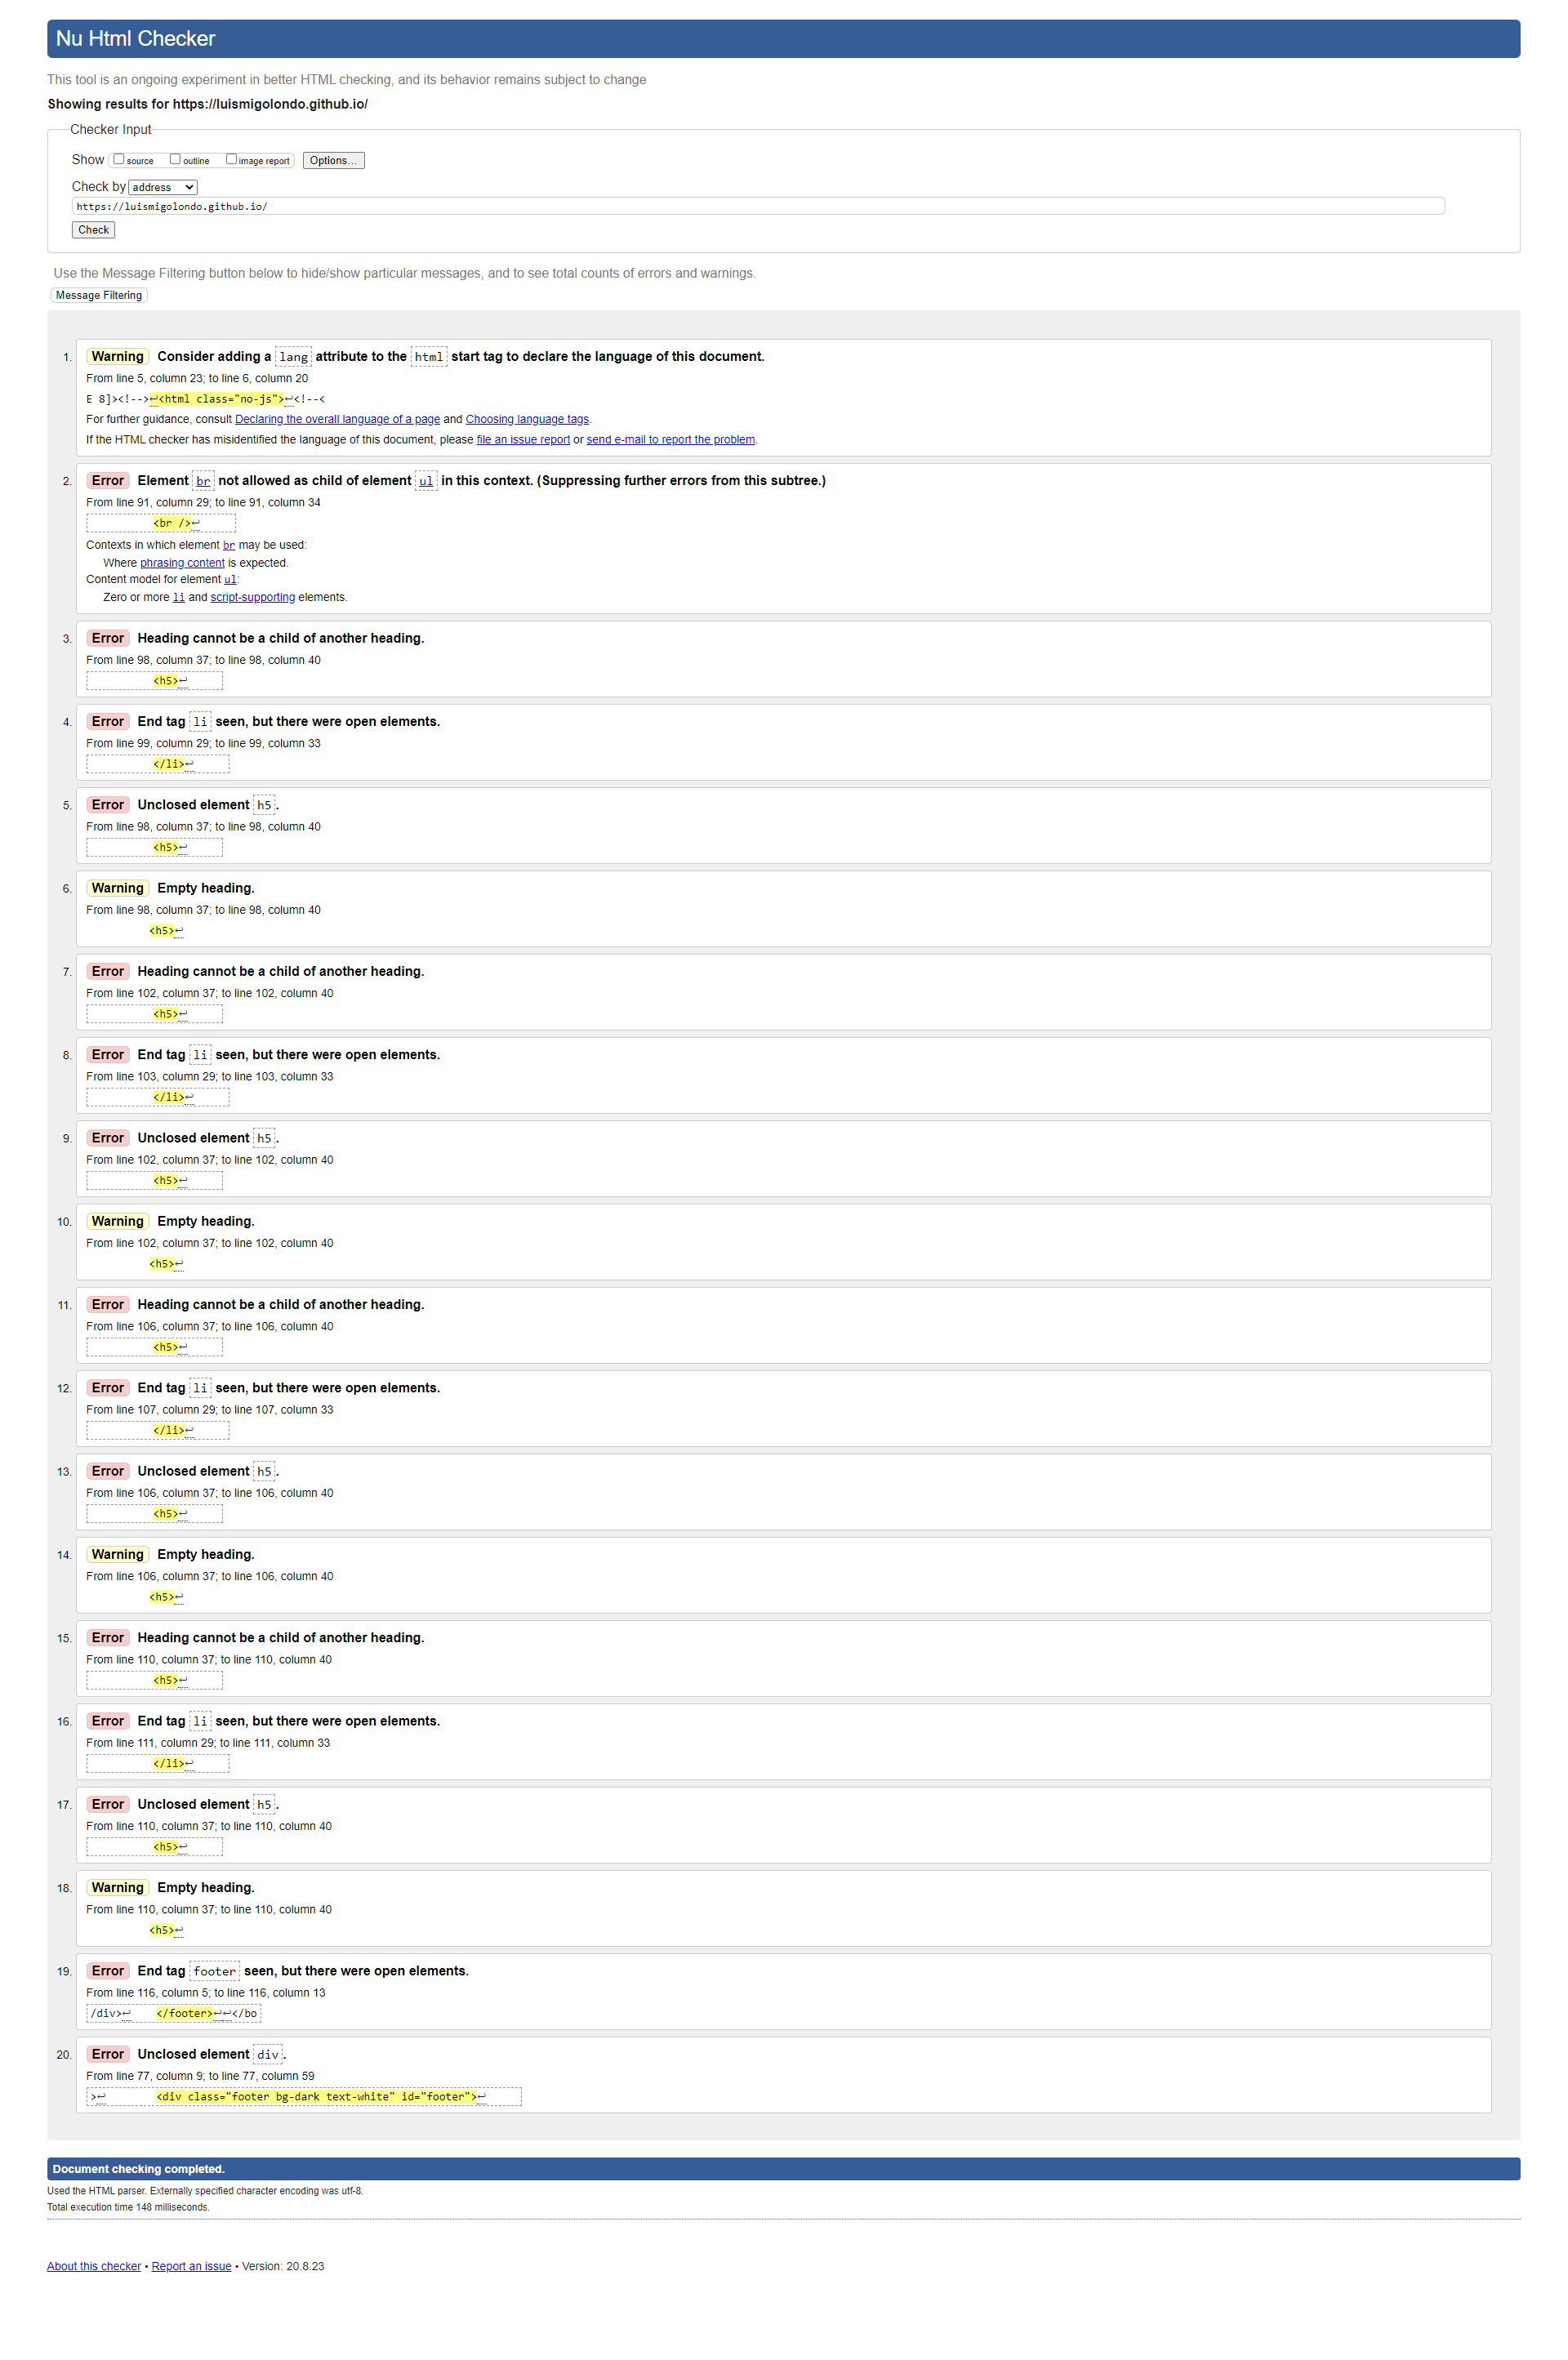 Nu Html Checker
This tool is an ongoing experiment in better HTML checking, and its behavior remains subject to change
Showing results for https://luismigolondo.github.io/
Checker Input
Show source outline image report Options...
Check by address
https://luismigolondo.github.io/
Check
Use the Message Filtering button below to hide/show particular messages, and to see total counts of errors and warnings.
Message Filtering
1. Warning Consider adding a lang attribute to the html start tag to declare the language of this document.
From line 5, column 23; to line 6, column 20
E 8]><!-->↩<html class="no-js">↩<!--<
For further guidance, consult Declaring the overall language of a page and Choosing language tags.
If the HTML checker has misidentified the language of this document, please file an issue report or send e-mail to report the problem.
2. Error Element br not allowed as child of element ul in this context. (Suppressing further errors from this subtree.)
From line 91, column 29; to line 91, column 34
<br />↩
Contexts in which element br may be used:
Where phrasing content is expected.
Content model for element ul:
Zero or more li and script-supporting elements.
3. Error Heading cannot be a child of another heading.
From line 98, column 37; to line 98, column 40
<h5>↩
4. Error End tag li seen, but there were open elements.
From line 99, column 29; to line 99, column 33
</li>↩
5. Error Unclosed element h5.
From line 98, column 37; to line 98, column 40
<h5>↩
6. Warning Empty heading.
From line 98, column 37; to line 98, column 40
<h5>↩
7. Error Heading cannot be a child of another heading.
From line 102, column 37; to line 102, column 40
<h5>↩
8. Error End tag li seen, but there were open elements.
From line 103, column 29; to line 103, column 33
</li>↩
9. Error Unclosed element h5.
From line 102, column 37; to line 102, column 40
<h5>↩
10. Warning Empty heading.
From line 102, column 37; to line 102, column 40
<h5>↩
11. Error Heading cannot be a child of another heading.
From line 106, column 37; to line 106, column 40
<h5>↩
12. Error End tag li seen, but there were open elements.
From line 107, column 29; to line 107, column 33
</li>↩
13. Error Unclosed element h5.
From line 106, column 37; to line 106, column 40
<h5>↩
14. Warning Empty heading.
From line 106, column 37; to line 106, column 40
<h5>↩
15. Error Heading cannot be a child of another heading.
From line 110, column 37; to line 110, column 40
<h5>↩
16. Error End tag li seen, but there were open elements.
From line 111, column 29; to line 111, column 33
</li>↩
17. Error Unclosed element h5.
From line 110, column 37; to line 110, column 40
<h5>↩
18. Warning Empty heading.
From line 110, column 37; to line 110, column 40
<h5>↩
19. Error End tag footer seen, but there were open elements.
From line 116, column 5; to line 116, column 13
/div>↩ </footer>↩↩</bo
20. Error Unclosed element div.
From line 77, column 9; to line 77, column 59
>↩ <div class="footer bg-dark text-white" id="footer">↩
Document checking completed.
Used the HTML parser. Externally specified character encoding was utf-8.
Total execution time 148 milliseconds.
About this checker • Report an issue • Version: 20.8.23